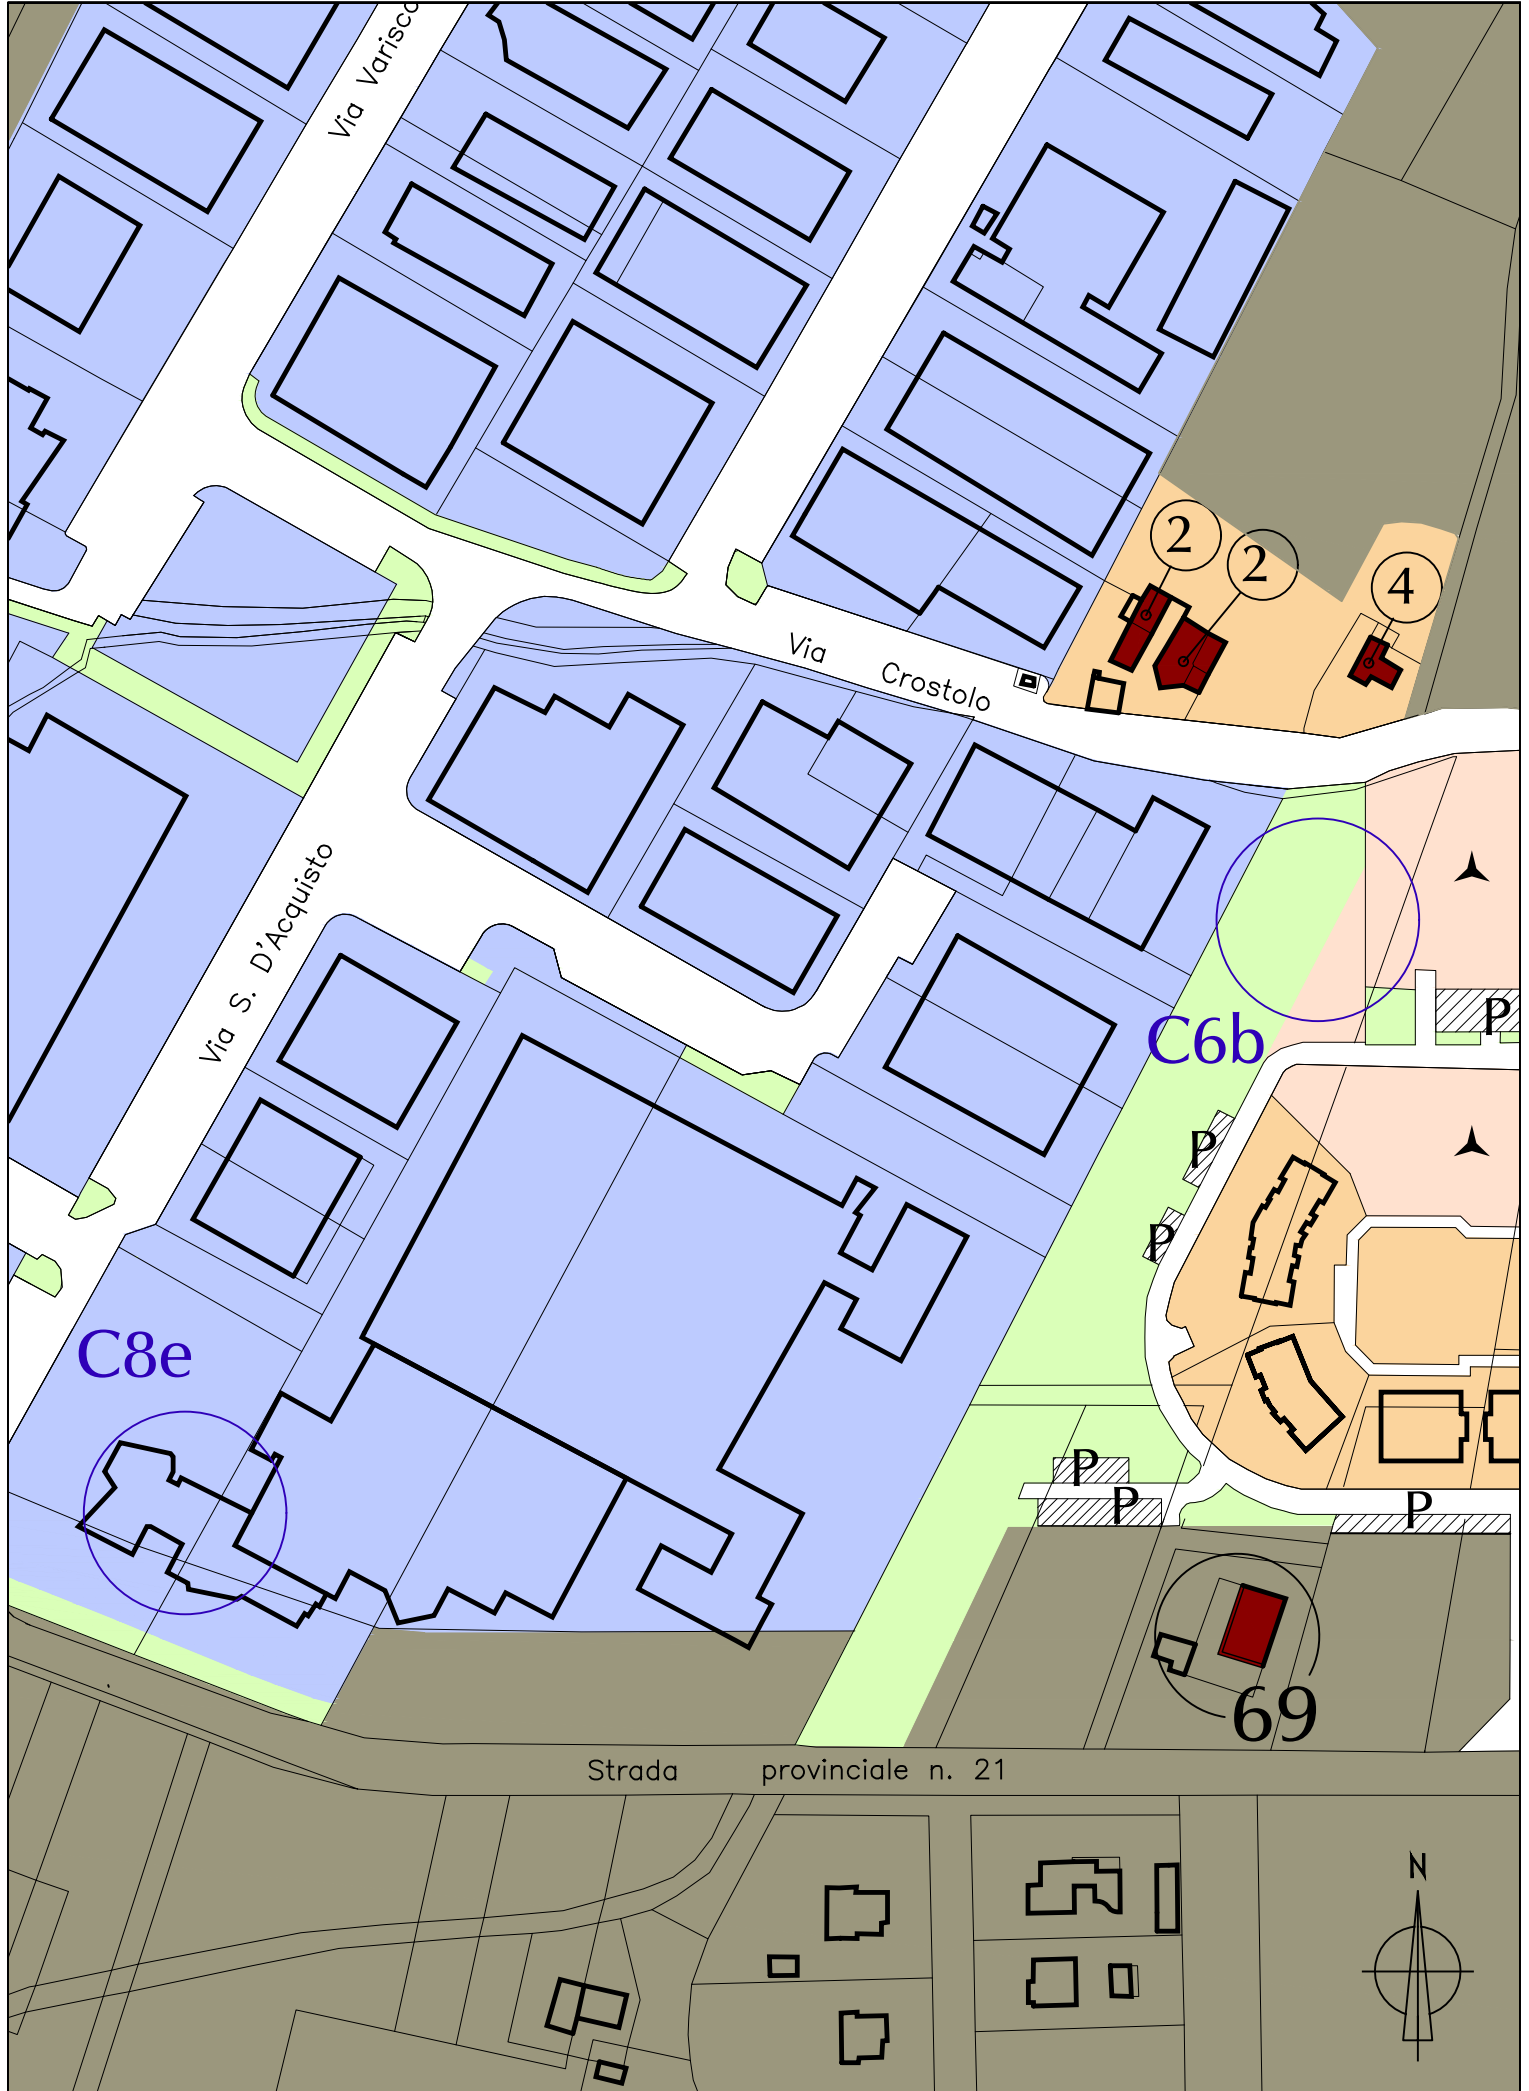 Via Varisco
2
2
4
Via Crostolo
Via S. D'Acquisto
P
C6b
P
P
C8e
P
P
P
69
Strada provinciale n. 21
N